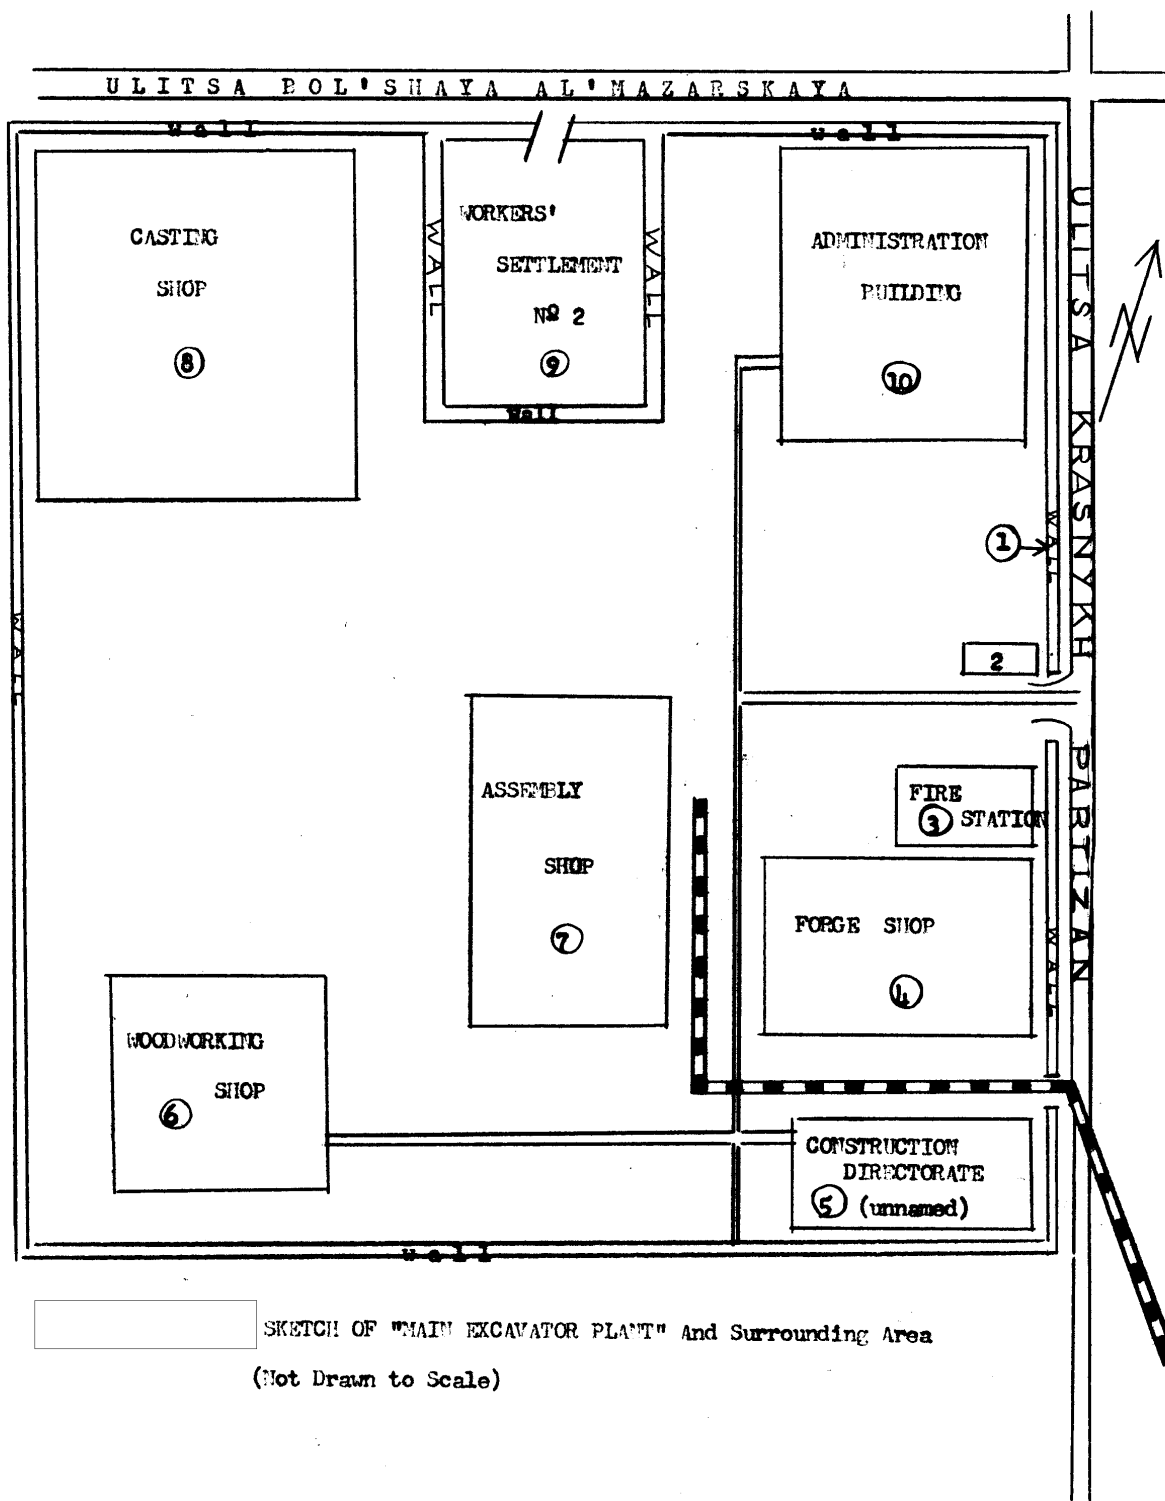 ULITSA BOL'SHAYA AL'MAZARSKAYA
wall
wall
CASTING
SHOP
8
WALL
WORKERS'
SETTLEMENT
Nº 2
9
WALL
wall
ADMINISTRATION
BUILDING
10
ULITSA KRASNYKH PARTIZAN
N
1
WALL
2
WALL
ASSEMBLY
SHOP
7
FIRE
3 STATION
FORGE SHOP
4
WALL
WOODWORKING
SHOP
6
CONSTRUCTION
DIRECTORATE
5 (unnamed)
wall
SKETCH OF "MAIN EXCAVATOR PLANT" And Surrounding Area
(Not Drawn to Scale)